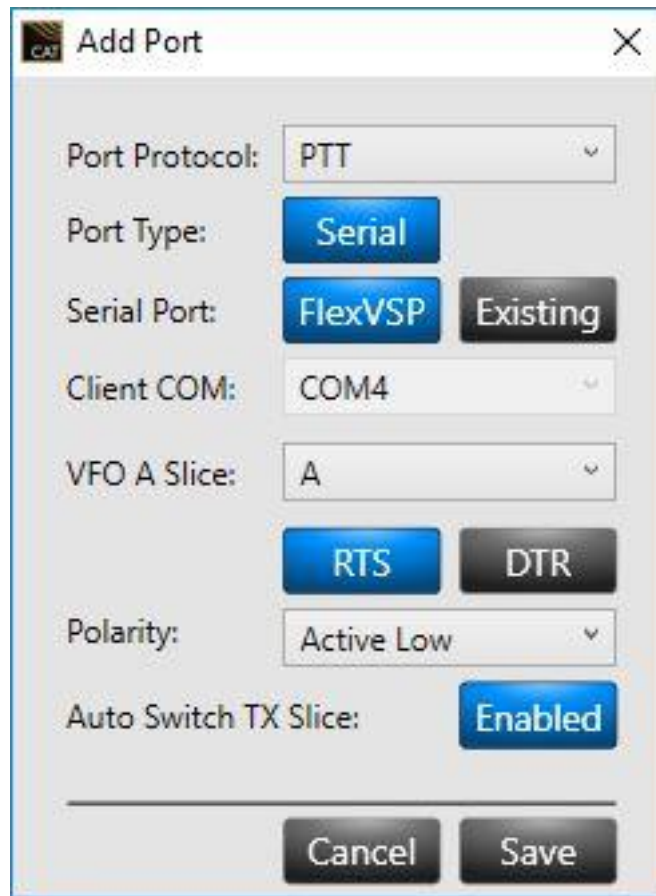 CAT Add Port
Port Protocol: PTT
Port Type: Serial
Serial Port: FlexVSP Existing
Client COM: COM4
VFO A Slice: A
RTS DTR
Polarity: Active Low
Auto Switch TX Slice: Enabled
Cancel Save